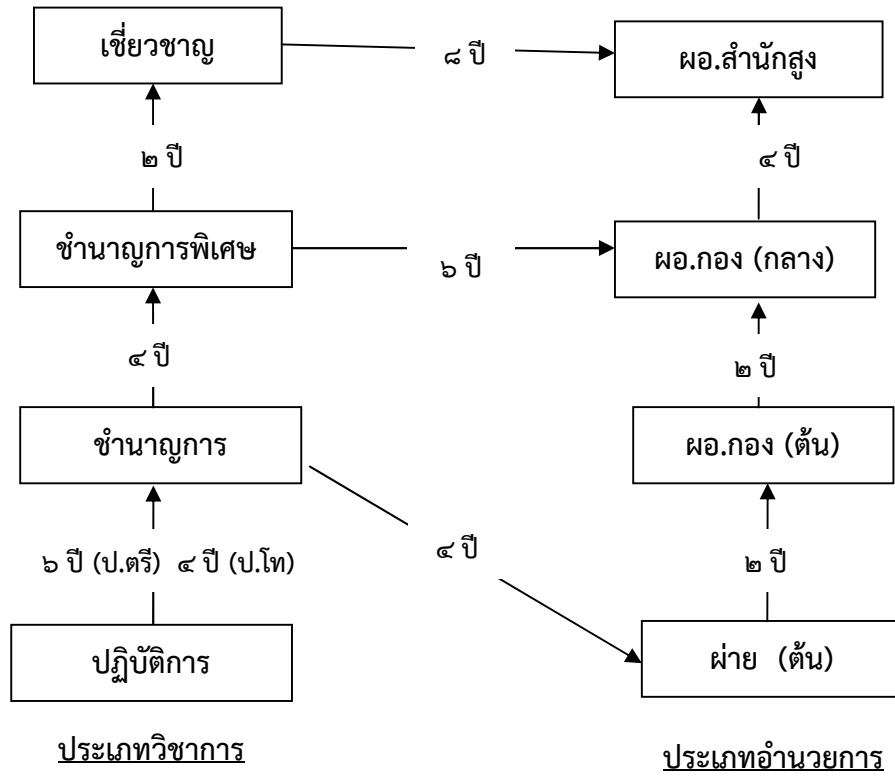 เชี่ยวชาญ
๘ ปี
ผอ.สำนักสูง
๒ ปี
๔ ปี
ชำนาญการพิเศษ
๖ ปี
ผอ.กอง (กลาง)
๔ ปี
๒ ปี
ชำนาญการ
ผอ.กอง (ต้น)
๖ ปี (ป.ตรี) ๔ ปี (ป.โท)
๔ ปี
๒ ปี
ปฏิบัติการ
ผ่าย (ต้น)
ประเภทวิชาการ
ประเภทอำนวยการ